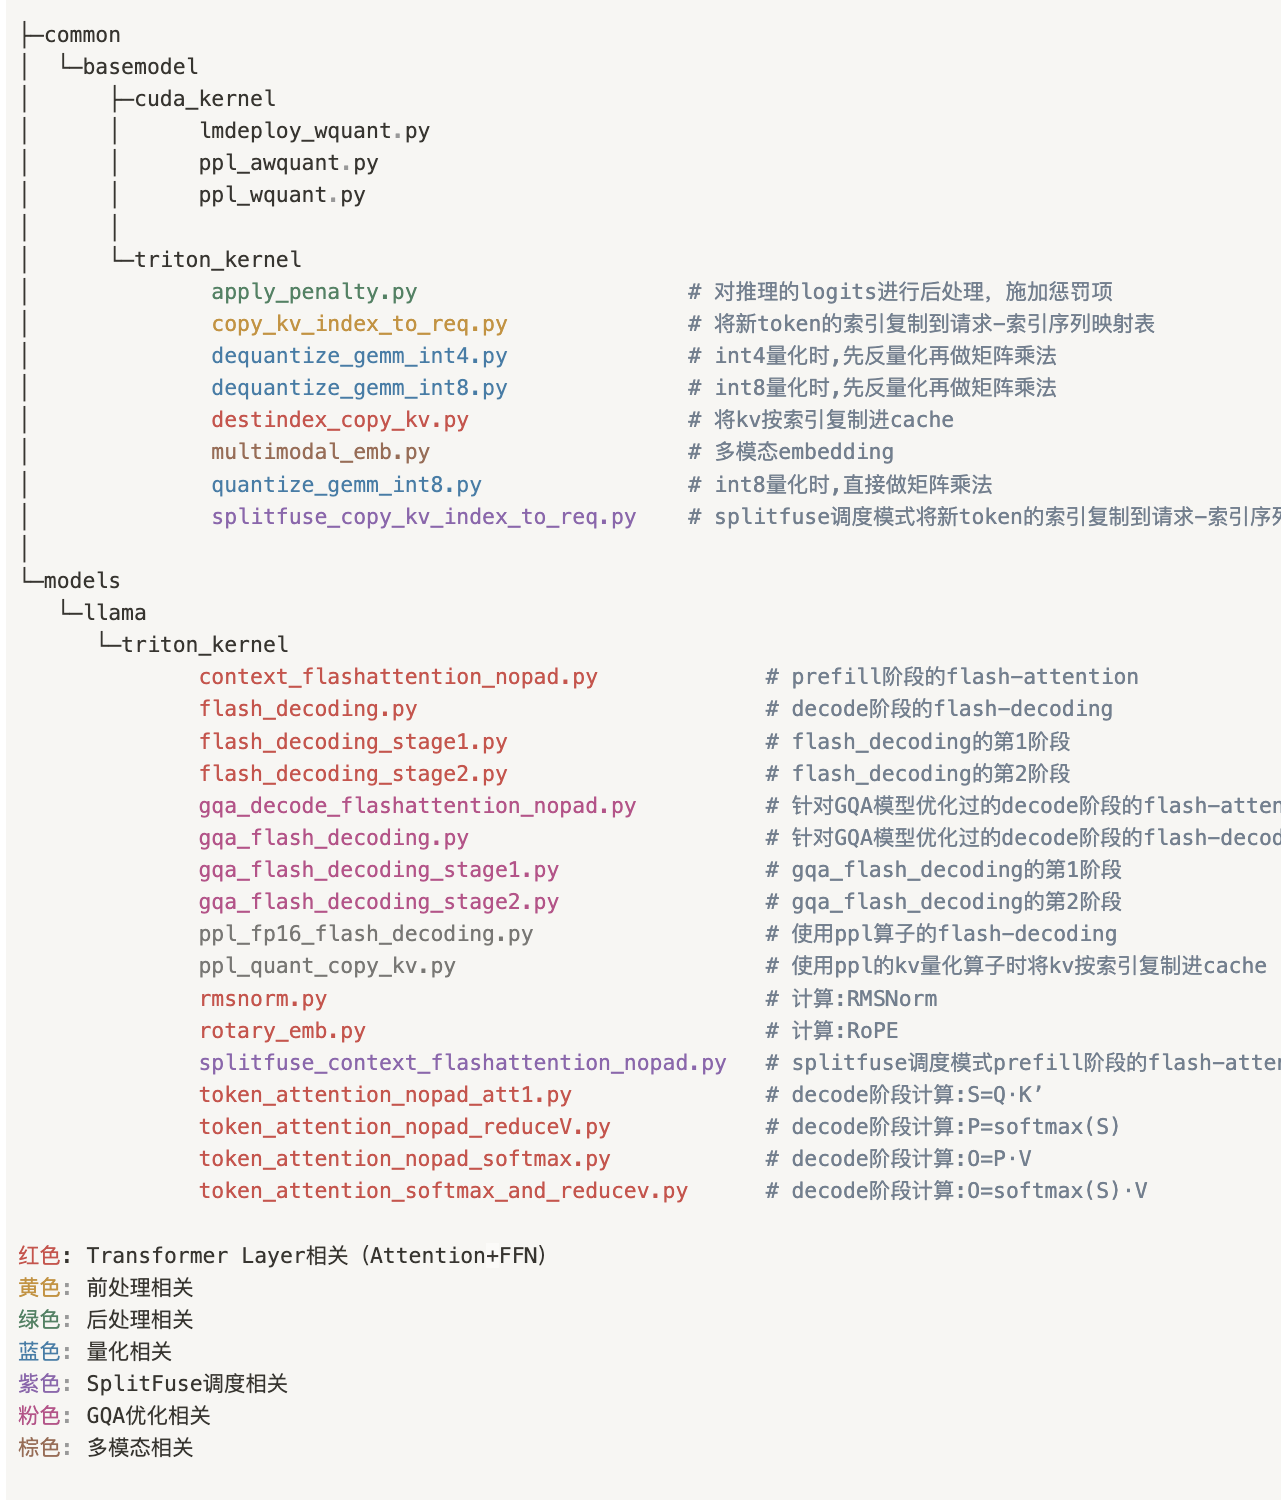 ├─common
│  └─basemodel
│      ├─cuda_kernel
│      │      lmdeploy_wquant.py
│      │      ppl_awquant.py
│      │      ppl_wquant.py
│      │
│      └─triton_kernel
│              apply_penalty.py                     # 对推理的logits进行后处理，施加惩罚项
│              copy_kv_index_to_req.py              # 将新token的索引复制到请求-索引序列映射表
│              dequantize_gemm_int4.py              # int4量化时,先反量化再做矩阵乘法
│              dequantize_gemm_int8.py              # int8量化时,先反量化再做矩阵乘法
│              destindex_copy_kv.py                 # 将kv按索引复制进cache
│              multimodal_emb.py                    # 多模态embedding
│              quantize_gemm_int8.py                # int8量化时,直接做矩阵乘法
│              splitfuse_copy_kv_index_to_req.py    # splitfuse调度模式将新token的索引复制到请求-索引序列
│
└─models
   └─llama
      └─triton_kernel
              context_flashattention_nopad.py             # prefill阶段的flash-attention
              flash_decoding.py                           # decode阶段的flash-decoding
              flash_decoding_stage1.py                    # flash_decoding的第1阶段
              flash_decoding_stage2.py                    # flash_decoding的第2阶段
              gqa_decode_flashattention_nopad.py          # 针对GQA模型优化过的decode阶段的flash-atten
              gqa_flash_decoding.py                       # 针对GQA模型优化过的decode阶段的flash-decod
              gqa_flash_decoding_stage1.py                # gqa_flash_decoding的第1阶段
              gqa_flash_decoding_stage2.py                # gqa_flash_decoding的第2阶段
              ppl_fp16_flash_decoding.py                  # 使用ppl算子的flash-decoding
              ppl_quant_copy_kv.py                        # 使用ppl的kv量化算子时将kv按索引复制进cache
              rmsnorm.py                                  # 计算:RMSNorm
              rotary_emb.py                               # 计算:RoPE
              splitfuse_context_flashattention_nopad.py   # splitfuse调度模式prefill阶段的flash-atten
              token_attention_nopad_att1.py               # decode阶段计算:S=Q·K’
              token_attention_nopad_reduceV.py            # decode阶段计算:P=softmax(S)
              token_attention_nopad_softmax.py            # decode阶段计算:O=P·V
              token_attention_softmax_and_reducev.py      # decode阶段计算:O=softmax(S)·V
红色: Transformer Layer相关（Attention+FFN）
黄色: 前处理相关
绿色: 后处理相关
蓝色: 量化相关
紫色: SplitFuse调度相关
粉色: GQA优化相关
棕色: 多模态相关